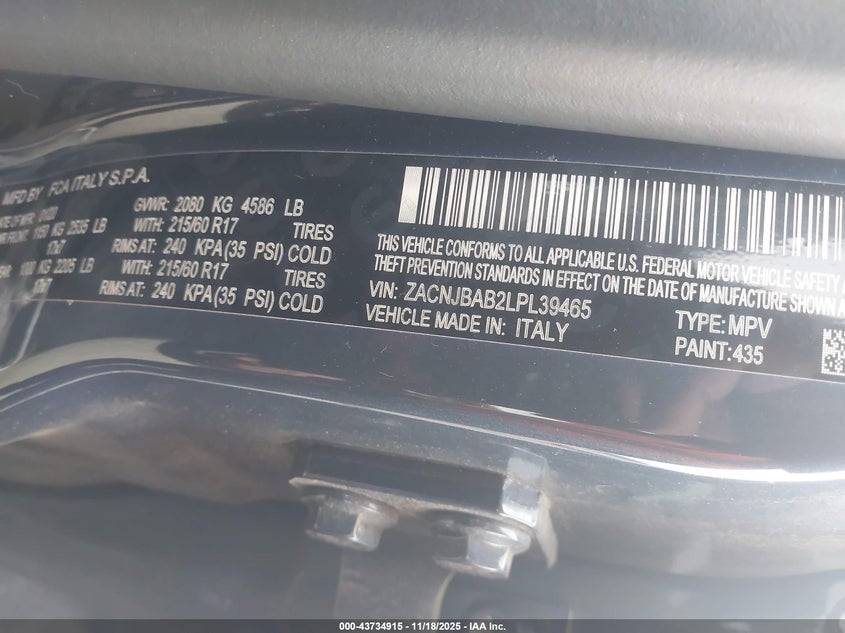 MFD BY FCA ITALY S.P.A.
GVWR: 2080 KG 4586 LB
WITH: 215/60 R17 TIRES
RIMS AT: 240 KPA (35 PSI) COLD
KG 2205 LB
WITH: 215/60 R17 TIRES
RIMS AT: 240 KPA (35 PSI) COLD
THIS VEHICLE CONFORMS TO ALL APPLICABLE U.S. FEDERAL MOTOR VEHICLE SAFETY A
THEFT PREVENTION STANDARDS IN EFFECT ON THE DATE OF MANUFACTURE SHOWN A
VIN: ZACNJBAB2LPL39465 TYPE: MPV
VEHICLE MADE IN: ITALY PAINT: 435
000-43734915 - 11/18/2025 - IAA Inc.